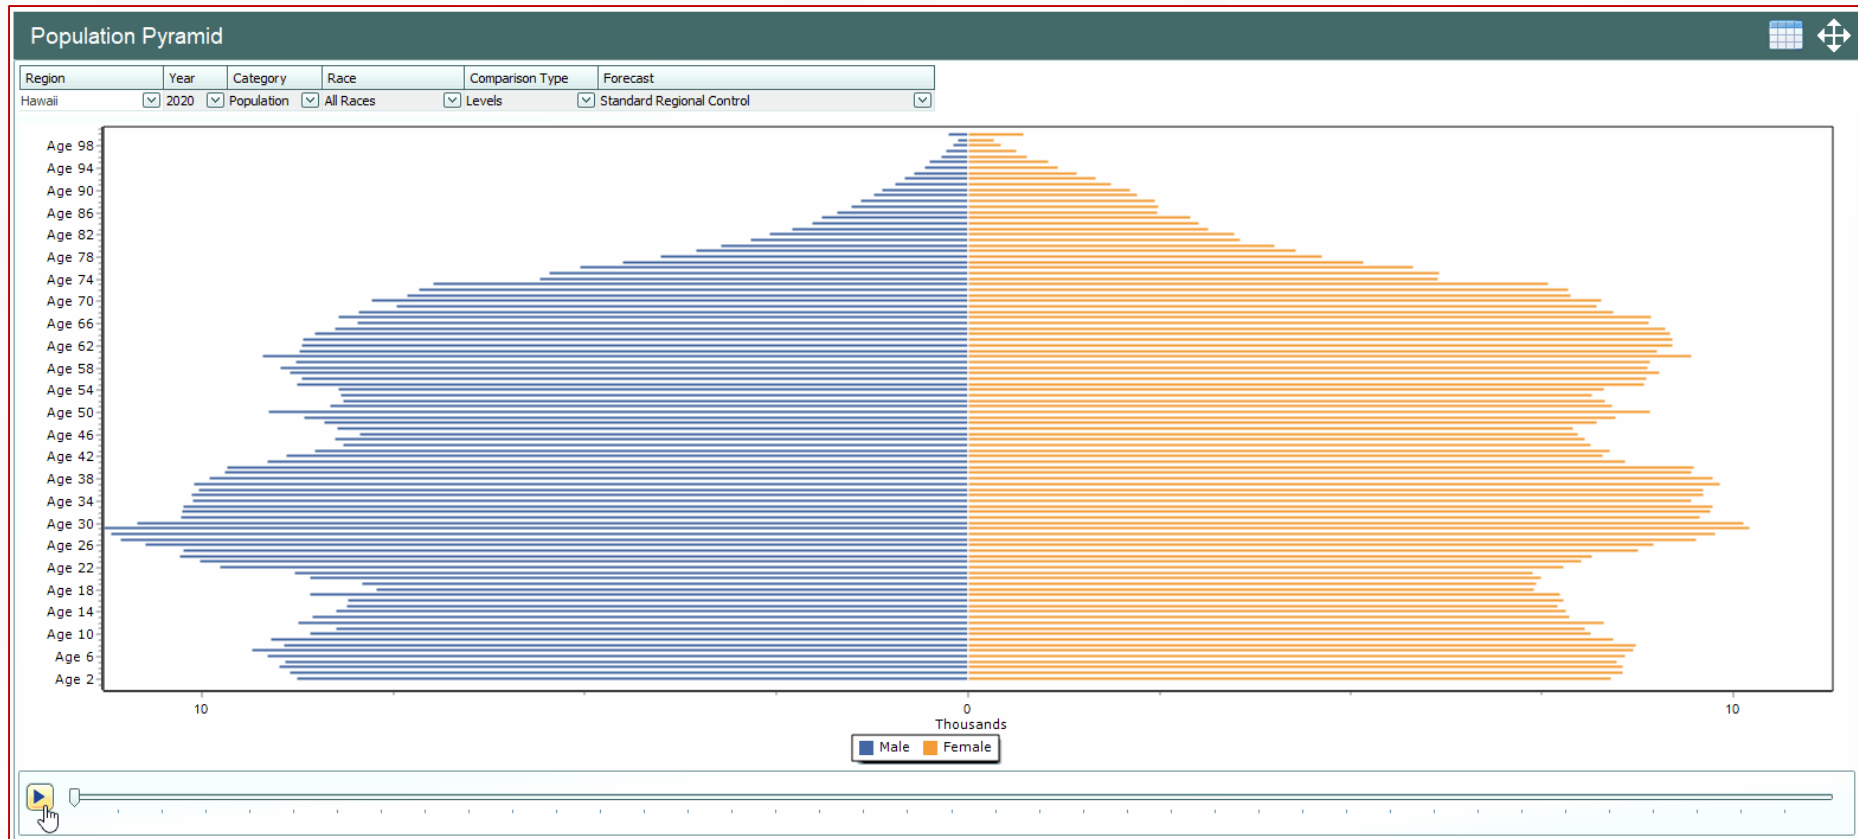 Population Pyramid
Region Year Category Race Comparison Type Forecast
Hawaii 2020 Population All Races Levels Standard Regional Control
Age 98
Age 94
Age 90
Age 86
Age 82
Age 78
Age 74
Age 70
Age 66
Age 62
Age 58
Age 54
Age 50
Age 46
Age 42
Age 38
Age 34
Age 30
Age 26
Age 22
Age 18
Age 14
Age 10
Age 6
Age 2
10 0 10
Thousands
Male Female